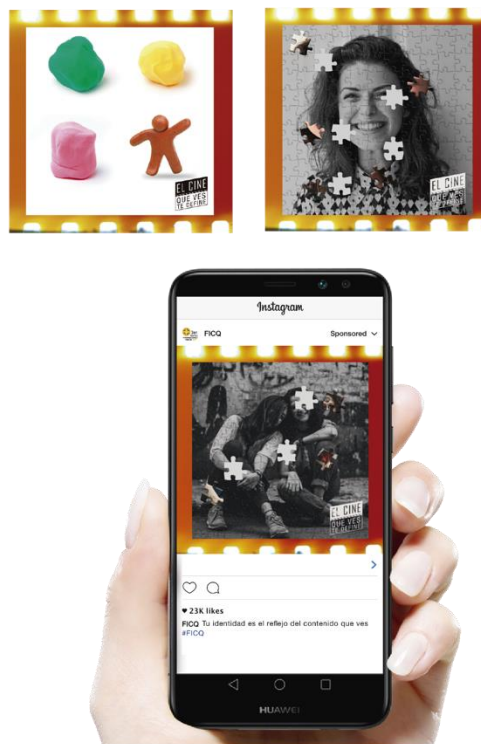 EL CINE
QUE VES
TE DEFINE
EL CINE
QUE VES
TE DEFINE
Instagram
FICQ
Sponsored
EL CINE
QUE VES
TE DEFINE
23K likes
FICQ Tu identidad es el reflejo del contenido que ves
#FICQ
HUAWEI